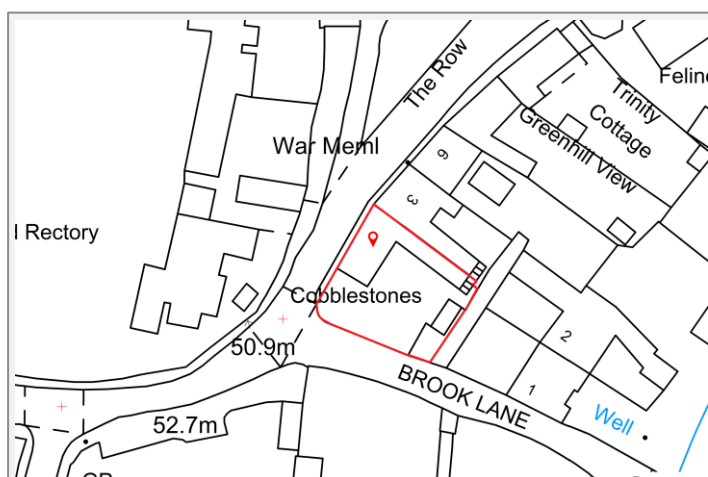 The Row
Felino
Trinity
Cottage
Greenhill View
War Meml
9
3
Rectory
Cobblestones
50.9m
BROOK LANE
2
1
Well
52.7m